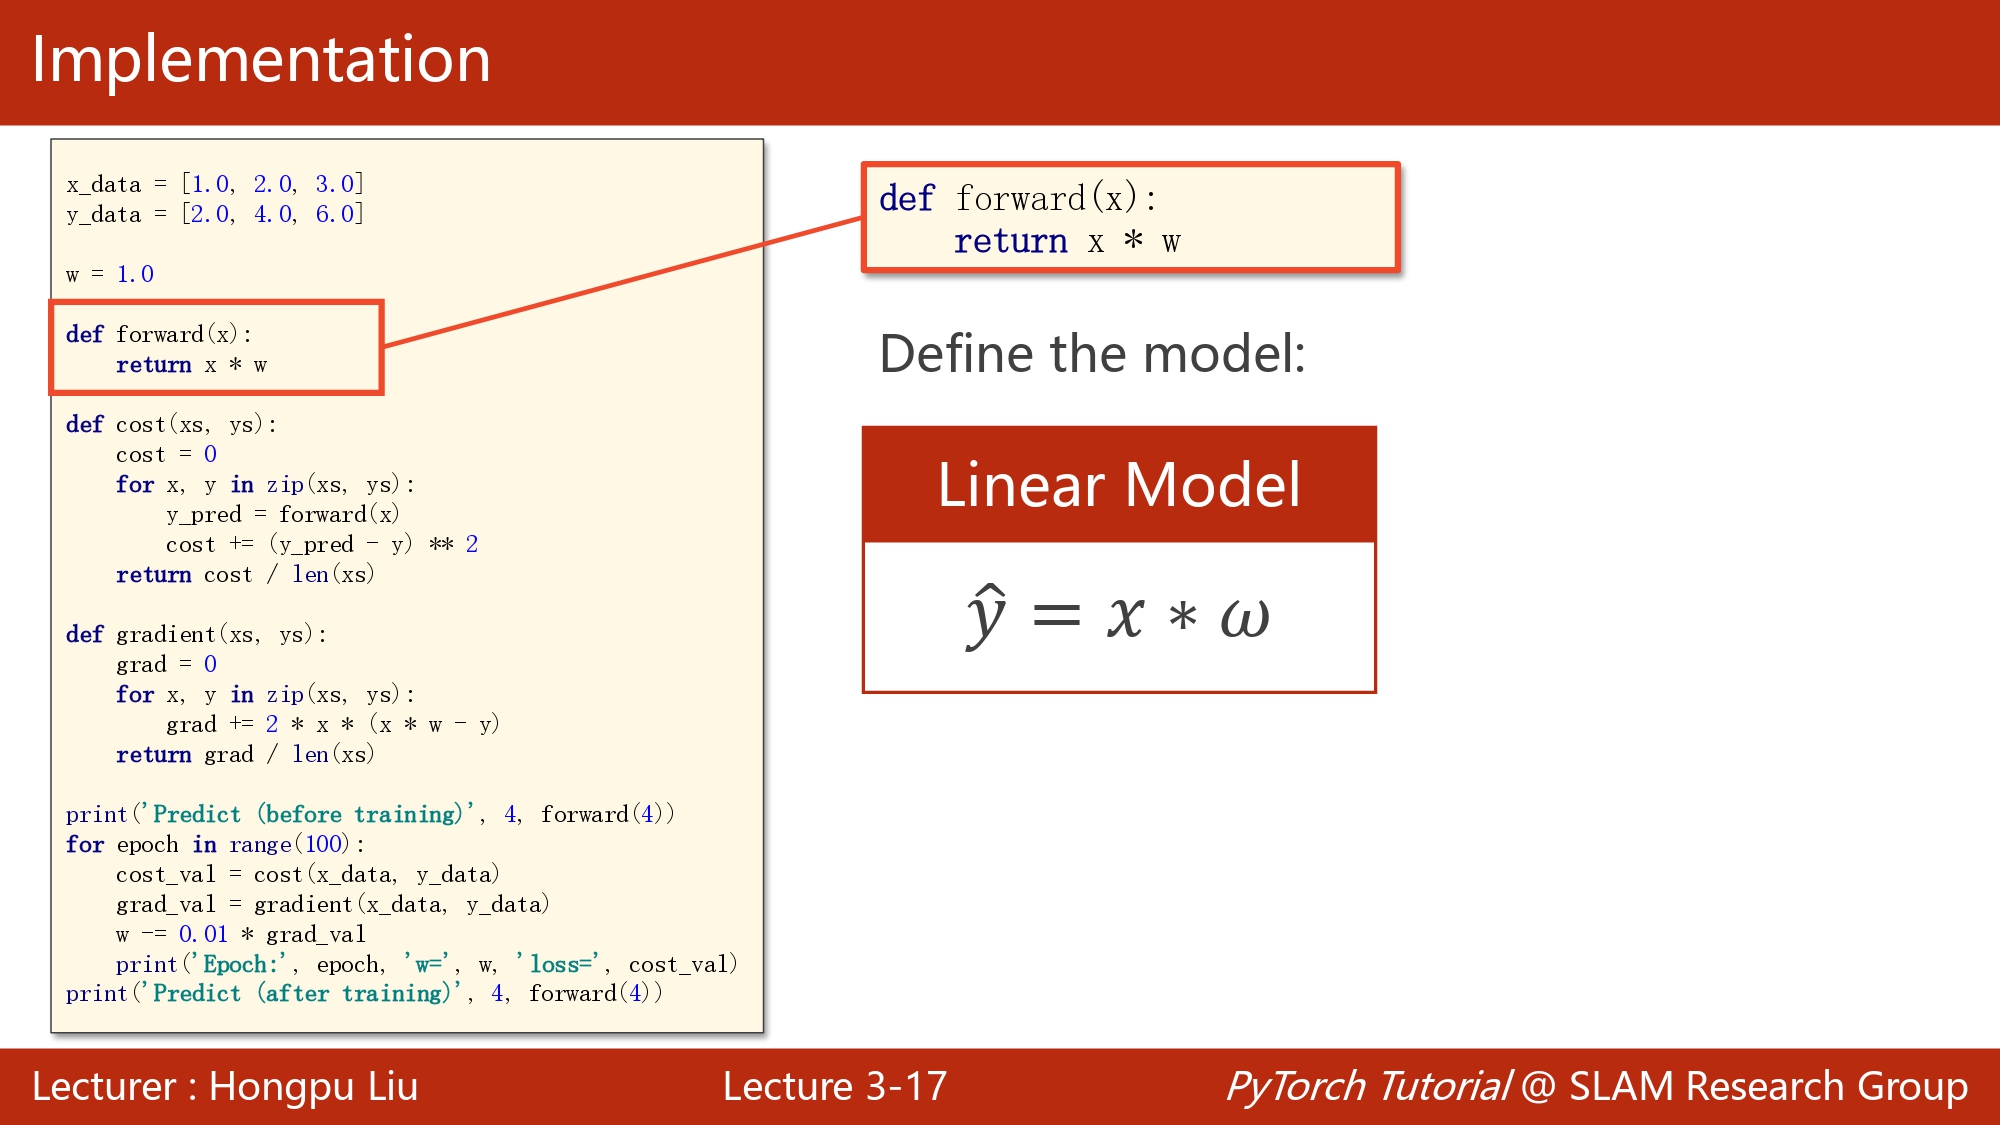 Implementation
x_data = [1.0, 2.0, 3.0]
y_data = [2.0, 4.0, 6.0]
w = 1.0
def forward(x):
    return x * w
def cost(xs, ys):
    cost = 0
    for x, y in zip(xs, ys):
        y_pred = forward(x)
        cost += (y_pred - y) ** 2
    return cost / len(xs)
def gradient(xs, ys):
    grad = 0
    for x, y in zip(xs, ys):
        grad += 2 * x * (x * w - y)
    return grad / len(xs)
print('Predict (before training)', 4, forward(4))
for epoch in range(100):
    cost_val = cost(x_data, y_data)
    grad_val = gradient(x_data, y_data)
    w -= 0.01 * grad_val
    print('Epoch:', epoch, 'w=', w, 'loss=', cost_val)
print('Predict (after training)', 4, forward(4))
def forward(x):
    return x * w
Define the model:
Linear Model
ŷ = x ∗ ω
Lecturer : Hongpu Liu
Lecture 3-17
PyTorch Tutorial @ SLAM Research Group